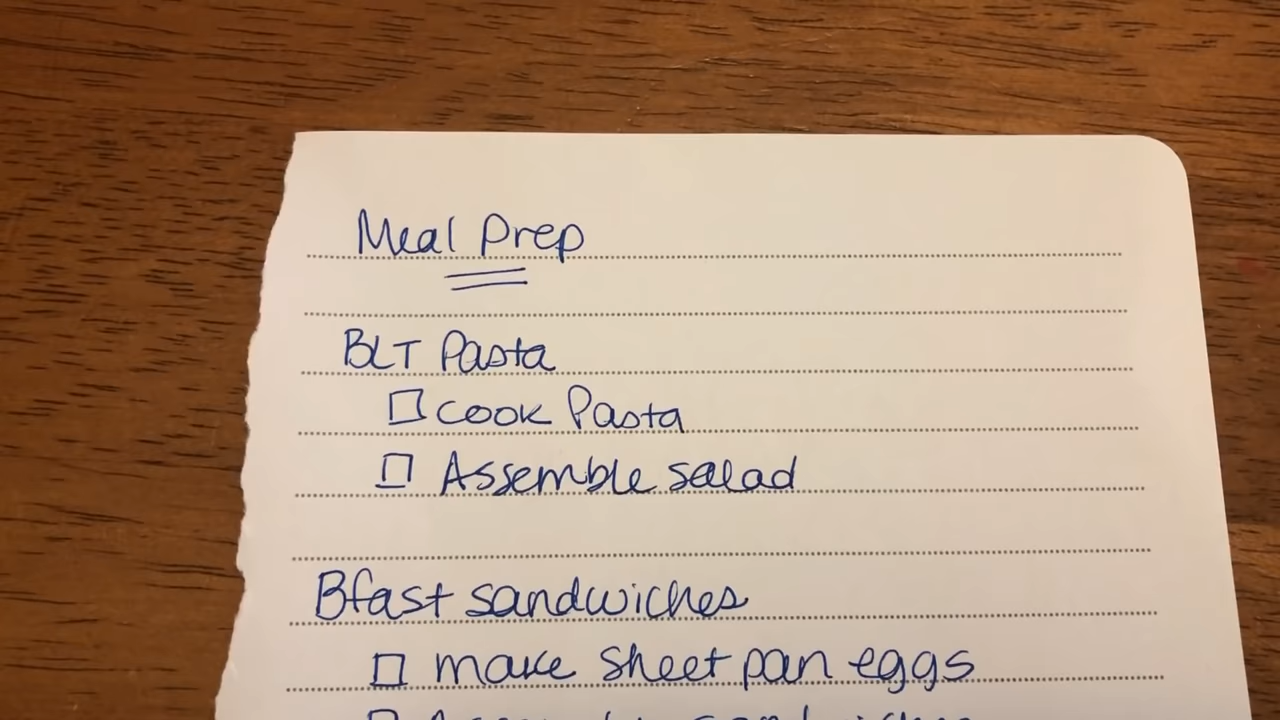 Meal Prep
BLT Pasta
cook Pasta
Assemble salad
Bfast sandwiches
make sheet pan eggs